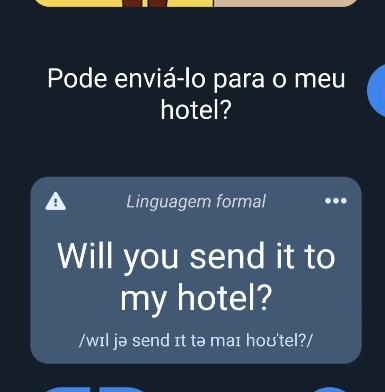 Pode enviá-lo para o meu
hotel?
Linguagem formal
Will you send it to
my hotel?
/wɪl jə send ɪt tə maɪ hoʊˈtel?/